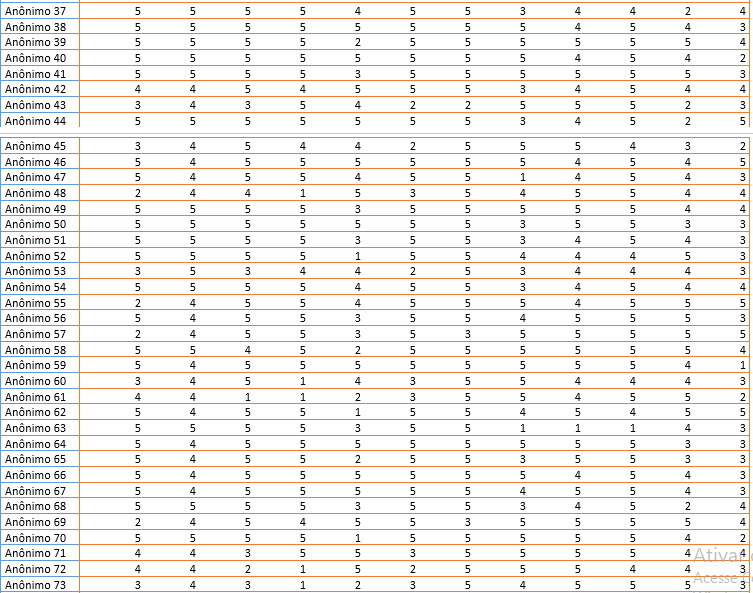 Anônimo 37 5 5 5 5 4 5 5 3 4 4 2 4
Anônimo 38 5 5 5 5 5 5 5 5 4 5 4 3
Anônimo 39 5 5 5 5 2 5 5 5 5 5 5 4
Anônimo 40 5 5 5 5 5 5 5 5 4 5 4 2
Anônimo 41 5 5 5 5 3 5 5 5 5 5 5 3
Anônimo 42 4 4 5 4 5 5 5 3 4 5 4 4
Anônimo 43 3 4 3 5 4 2 2 5 5 5 2 3
Anônimo 44 5 5 5 5 5 5 5 3 4 5 2 5
Anônimo 45 3 4 5 4 4 2 5 5 5 4 3 2
Anônimo 46 5 4 5 5 5 5 5 5 4 5 4 5
Anônimo 47 5 4 5 5 4 5 5 1 4 5 4 3
Anônimo 48 2 4 4 1 5 3 5 4 5 5 4 4
Anônimo 49 5 5 5 5 3 5 5 5 5 5 4 4
Anônimo 50 5 5 5 5 5 5 5 3 5 5 3 3
Anônimo 51 5 5 5 5 3 5 5 3 4 5 4 3
Anônimo 52 5 5 5 5 1 5 5 4 4 4 5 3
Anônimo 53 3 5 3 4 4 2 5 3 4 4 4 3
Anônimo 54 5 5 5 5 4 5 5 3 4 5 4 4
Anônimo 55 2 4 5 5 4 5 5 5 4 5 5 5
Anônimo 56 5 4 5 5 3 5 5 4 5 5 5 3
Anônimo 57 2 4 5 5 3 5 3 5 5 5 5 5
Anônimo 58 5 5 4 5 2 5 5 5 5 5 5 4
Anônimo 59 5 4 5 5 5 5 5 5 5 5 4 1
Anônimo 60 3 4 5 1 4 3 5 5 4 4 4 3
Anônimo 61 4 4 1 1 2 3 5 5 4 5 5 2
Anônimo 62 5 4 5 5 1 5 5 4 5 4 5 5
Anônimo 63 5 5 5 5 3 5 5 1 1 1 4 3
Anônimo 64 5 4 5 5 5 5 5 5 5 5 3 3
Anônimo 65 5 4 5 5 2 5 5 3 5 5 3 3
Anônimo 66 5 4 5 5 5 5 5 5 4 5 4 3
Anônimo 67 5 4 5 5 5 5 5 4 5 5 4 3
Anônimo 68 5 5 5 5 3 5 5 3 4 5 2 4
Anônimo 69 2 4 5 4 5 5 3 5 5 5 5 4
Anônimo 70 5 5 5 5 1 5 5 5 5 5 4 2
Anônimo 71 4 4 3 5 5 3 5 5 5 5 4 4
Anônimo 72 4 4 2 1 5 2 5 5 5 4 4 3
Anônimo 73 3 4 3 1 2 3 5 4 5 5 5 3
Ativar
Acesse